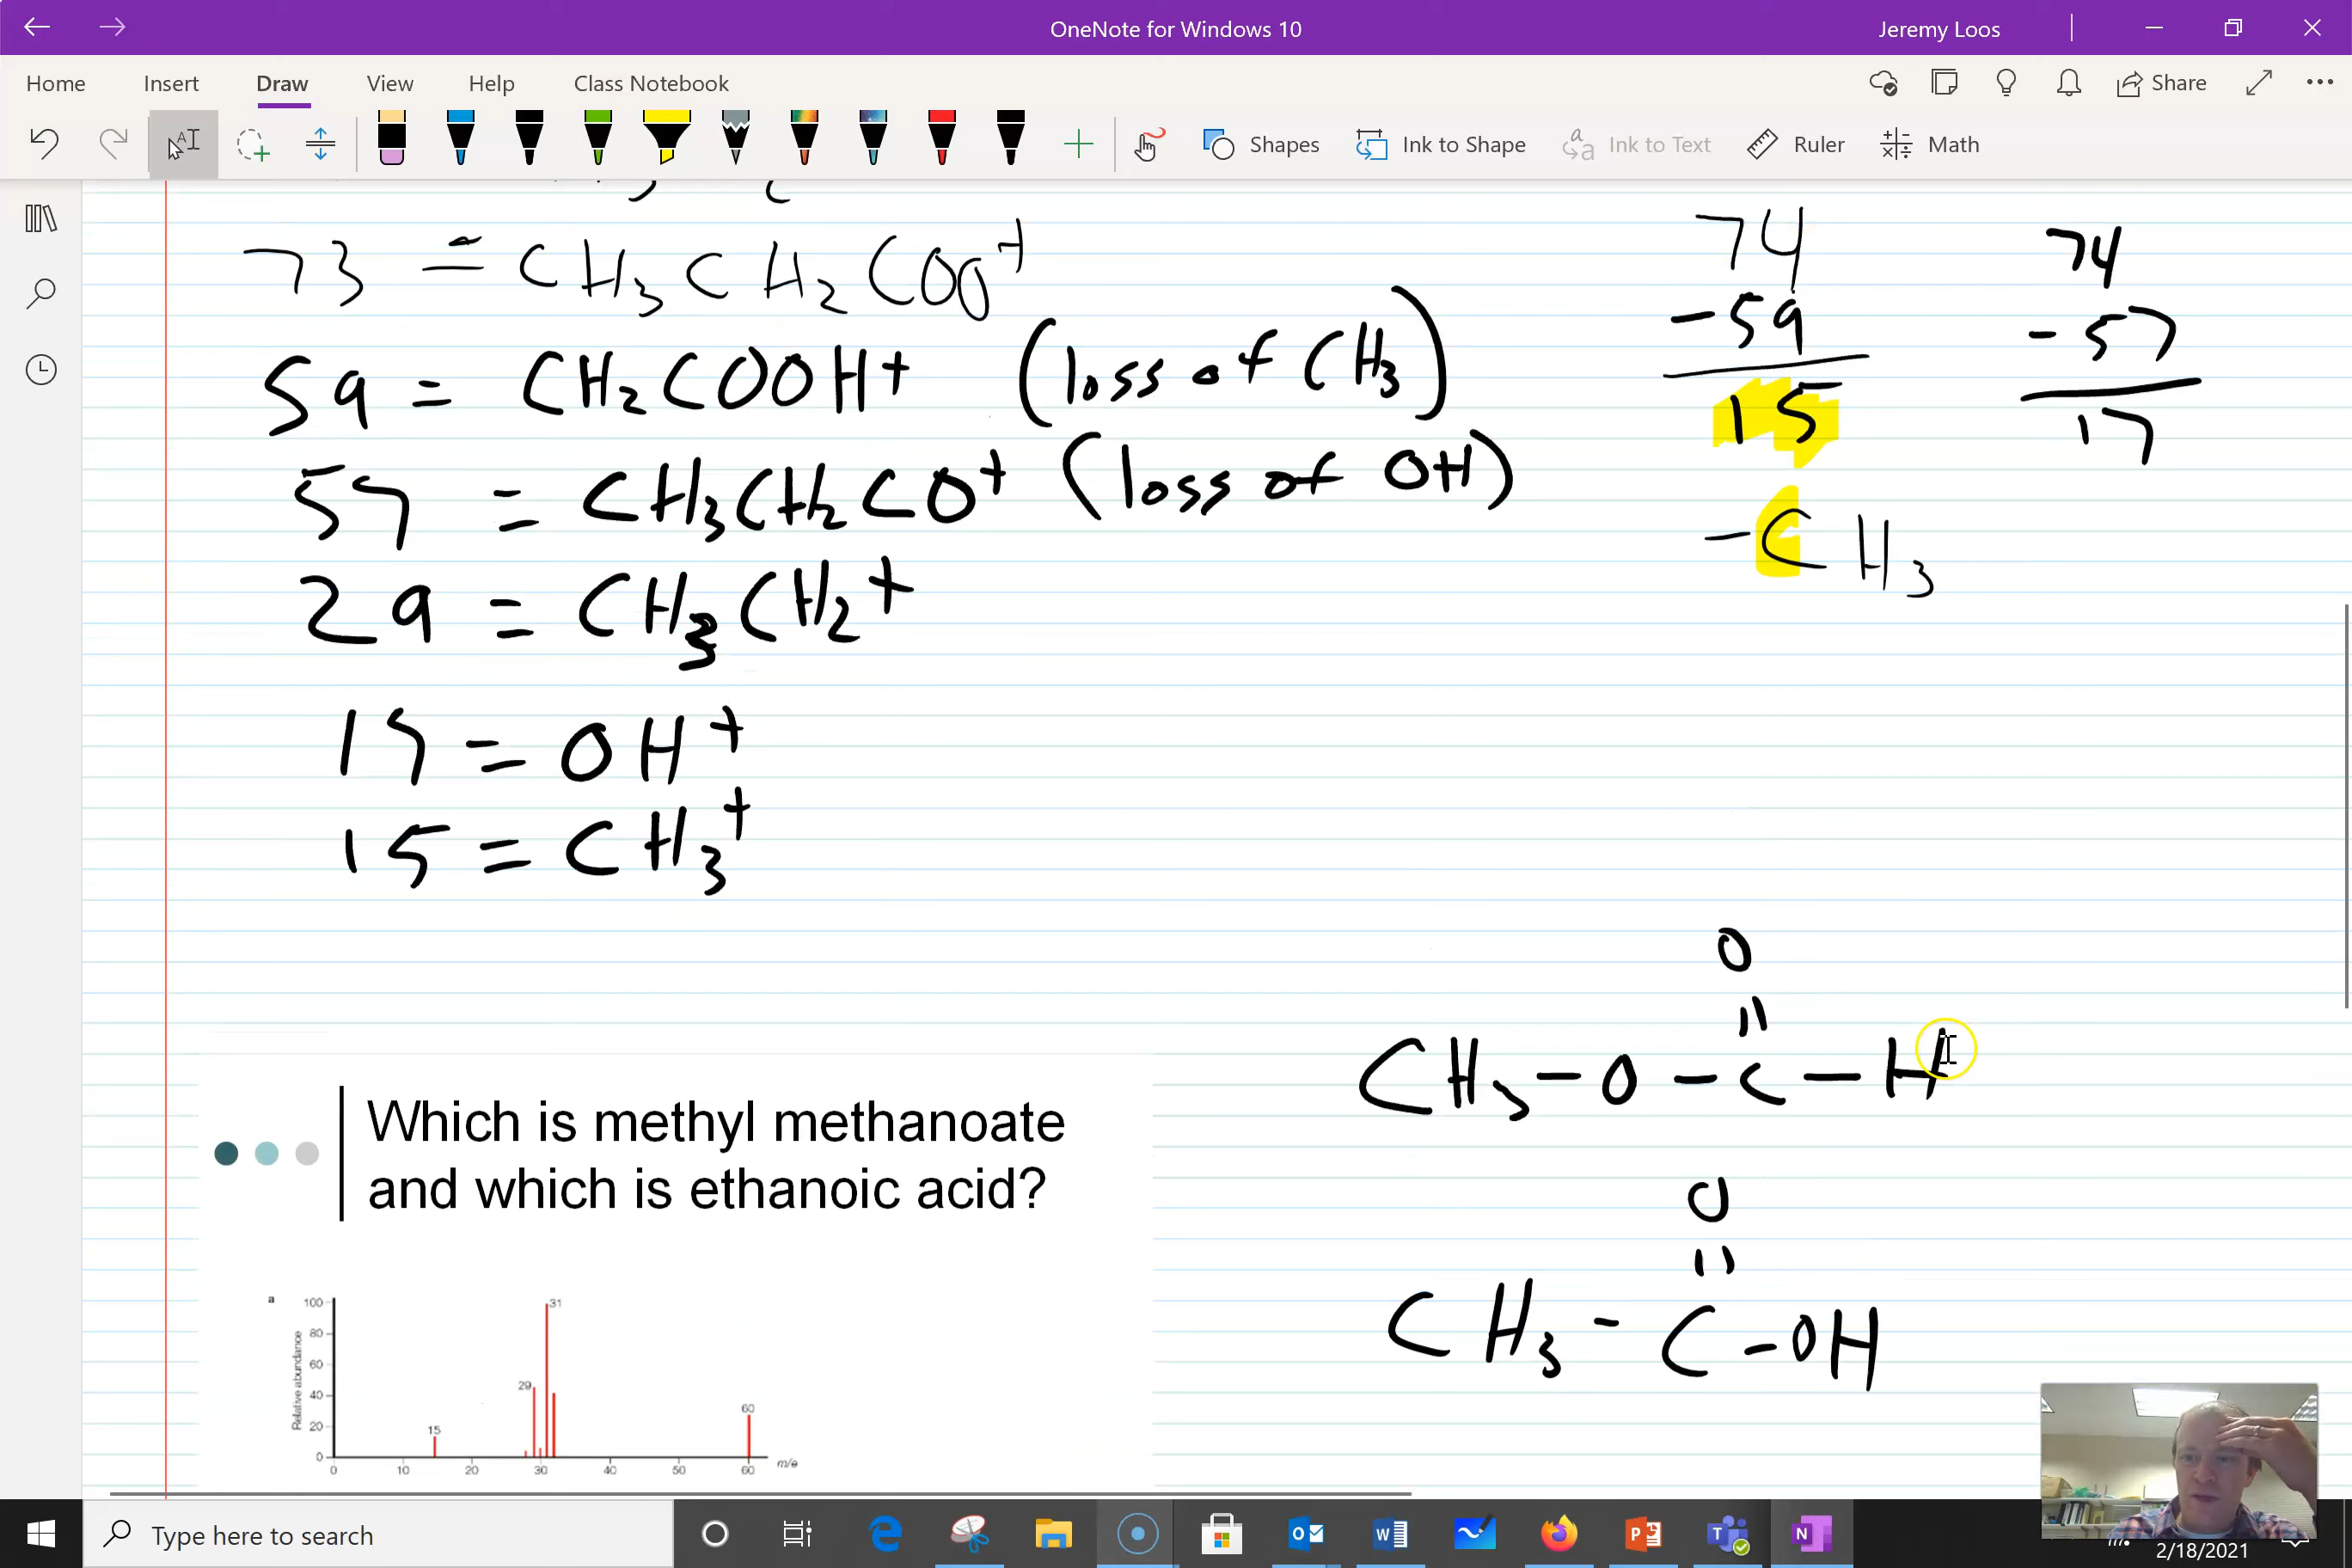 OneNote for Windows 10
Jeremy Loos
Home Insert Draw View Help Class Notebook
Share
Shapes Ink to Shape Ink to Text Ruler Math
73 = CH3CH2COO+
59 = CH2COOH+ (loss of CH3)
57 = CH3CH2CO+ (loss of OH)
29 = CH3CH2+
17 = OH+
15 = CH3+
74
-59
15
-CH3
74
-57
17
O
"
CH3-O-C-H
O
"
CH3-C-OH
Which is methyl methanoate
and which is ethanoic acid?
a
Relative abundance
100
80
60
40
20
0
15
29
31
60
0 10 20 30 40 50 60
m/e
Type here to search
2/18/2021